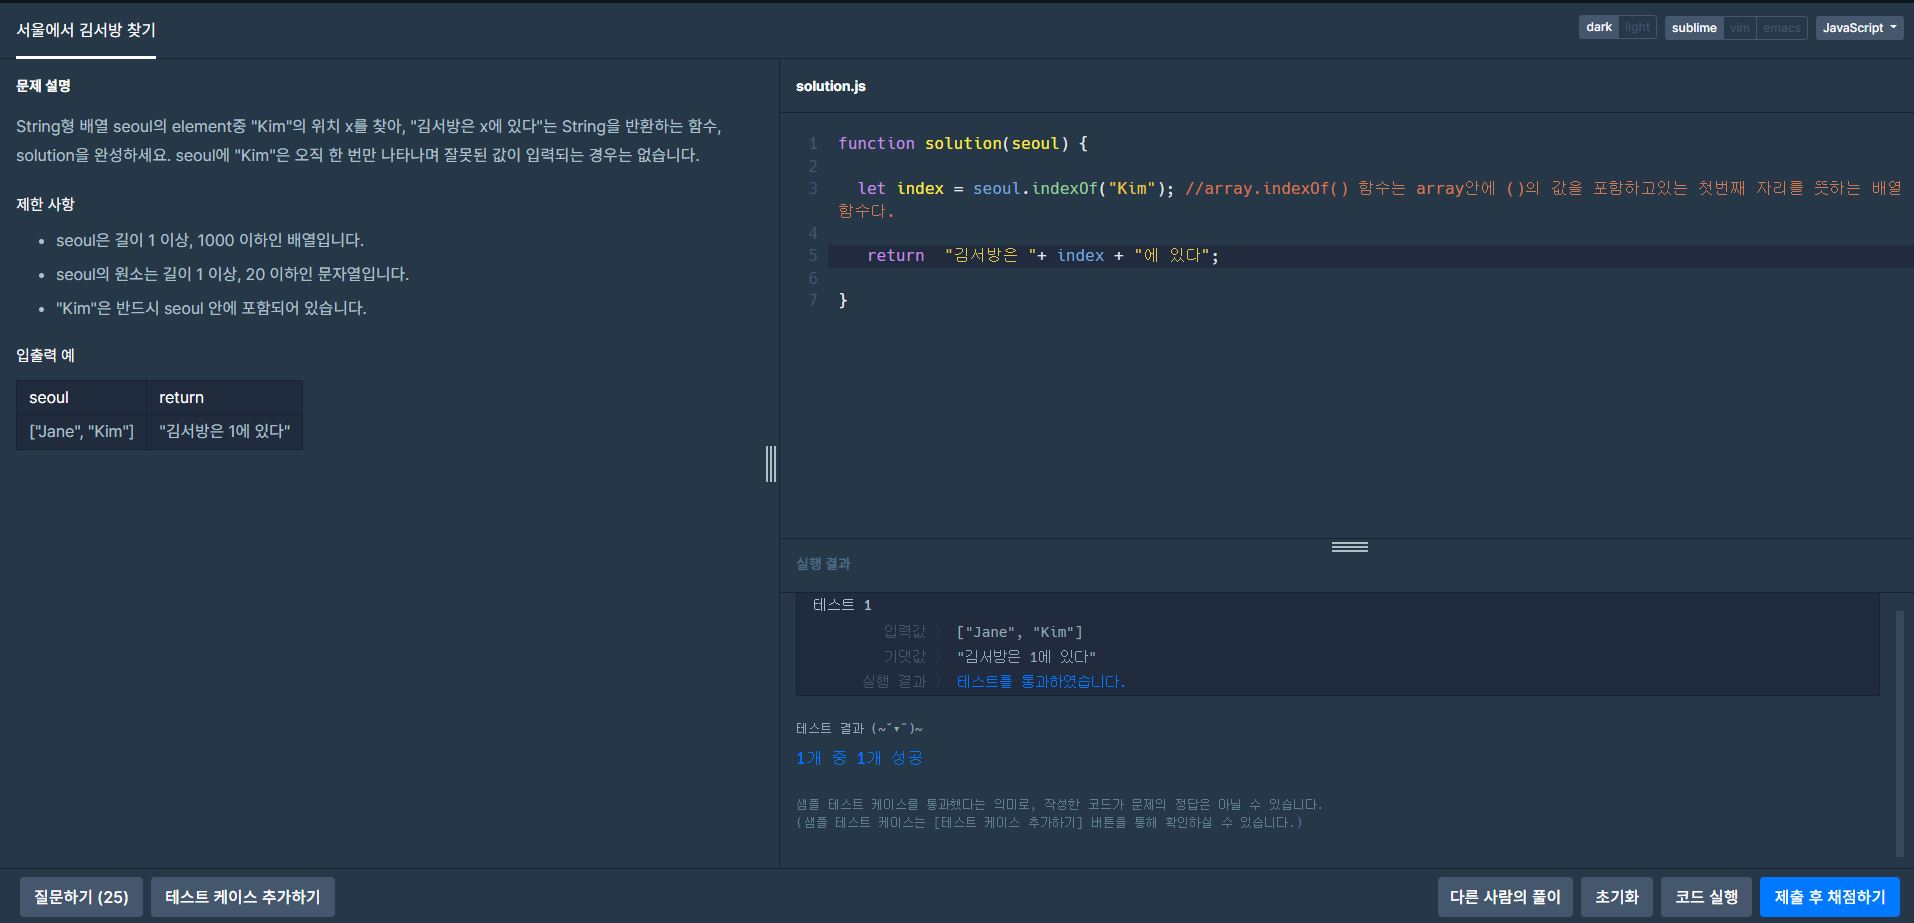 서울에서 김서방 찾기
dark light sublime vim emacs JavaScript
문제 설명
String형 배열 seoul의 element중 "Kim"의 위치 x를 찾아, "김서방은 x에 있다"는 String을 반환하는 함수,
solution을 완성하세요. seoul에 "Kim"은 오직 한 번만 나타나며 잘못된 값이 입력되는 경우는 없습니다.
제한 사항
• seoul은 길이 1 이상, 1000 이하인 배열입니다.
• seoul의 원소는 길이 1 이상, 20 이하인 문자열입니다.
• "Kim"은 반드시 seoul 안에 포함되어 있습니다.
입출력 예
seoul return
["Jane", "Kim"] "김서방은 1에 있다"
solution.js
1 function solution(seoul) {
2
3 let index = seoul.indexOf("Kim"); //array.indexOf() 함수는 array안에 ()의 값을 포함하고있는 첫번째 자리를 뜻하는 배열
함수다.
4
5 return "김서방은 "+ index + "에 있다";
6
7 }
실행 결과
테스트 1
입력값 〉 ["Jane", "Kim"]
기댓값 〉 "김서방은 1에 있다"
실행 결과 〉 테스트를 통과하였습니다.
테스트 결과 (~˘▾˘)~
1개 중 1개 성공
샘플 테스트 케이스를 통과했다는 의미로, 작성한 코드가 문제의 정답은 아닐 수 있습니다.
(샘플 테스트 케이스는 [테스트 케이스 추가하기] 버튼을 통해 확인하실 수 있습니다.)
질문하기 (25) 테스트 케이스 추가하기 다른 사람의 풀이 초기화 코드 실행 제출 후 채점하기